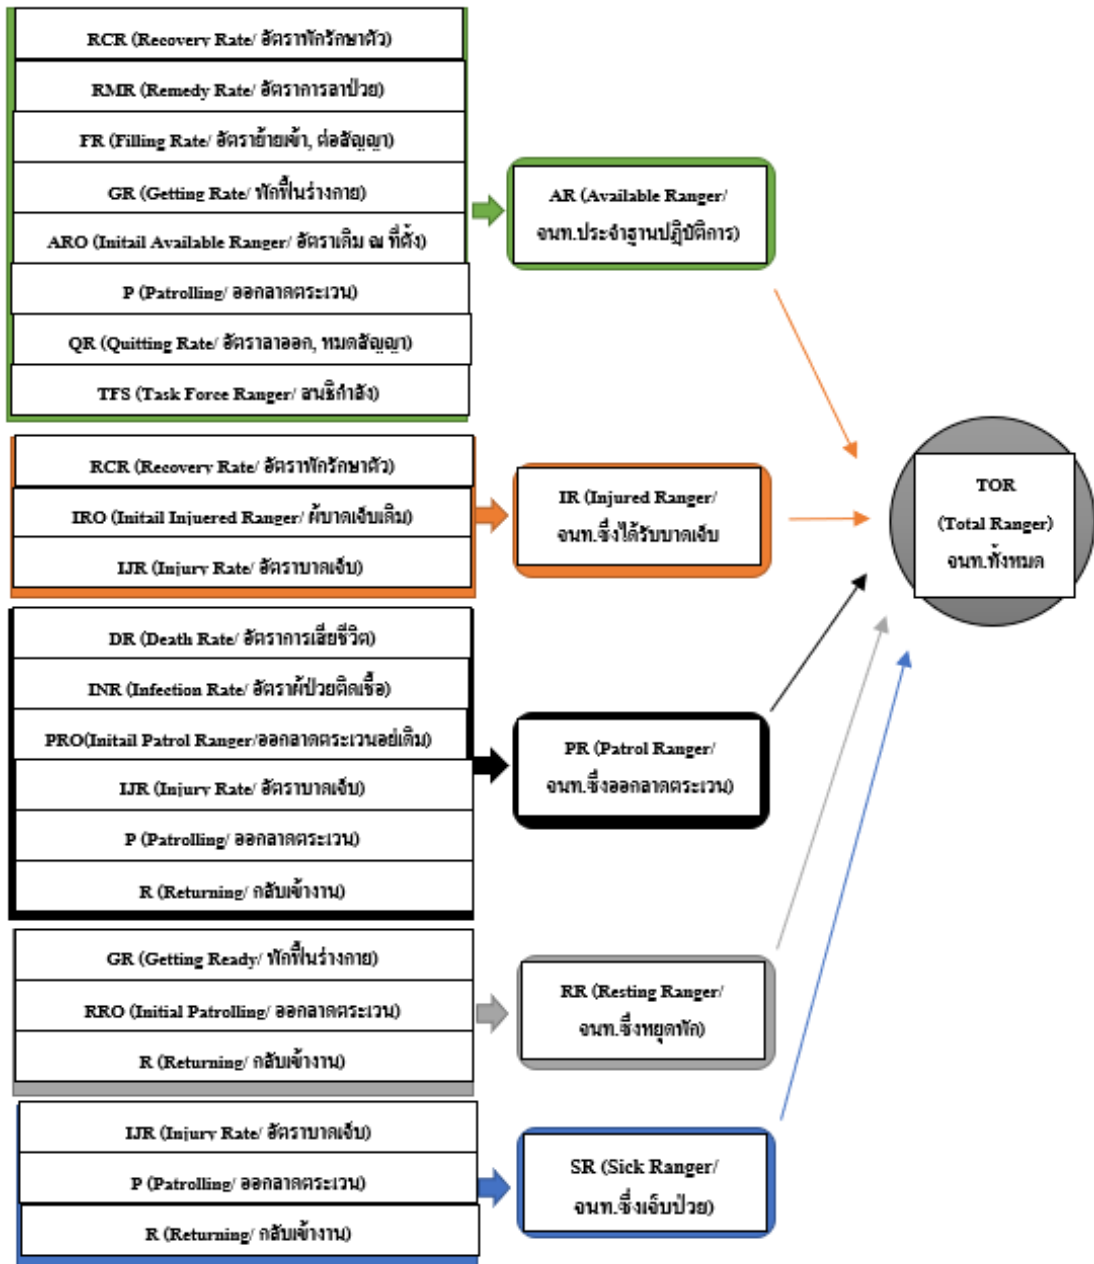 RCR (Recovery Rate/ อัตราพักรักษาตัว)
RMR (Remedy Rate/ อัตราการลาป่วย)
FR (Filling Rate/ อัตราย้ายเข้า, ต่อสัญญา)
GR (Getting Rate/ พักฟื้นร่างกาย)
ARO (Initail Available Ranger/ อัตราเดิม ณ ที่ตั้ง)
P (Patrolling/ ออกลาดตระเวน)
QR (Quitting Rate/ อัตราลาออก, หมดสัญญา)
TFS (Task Force Ranger/ สนธิกำลัง)
AR (Available Ranger/
จนท.ประจำฐานปฏิบัติการ)
RCR (Recovery Rate/ อัตราพักรักษาตัว)
IRO (Initail Injuered Ranger/ ผู้บาดเจ็บเดิม)
IJR (Injury Rate/ อัตราบาดเจ็บ)
IR (Injured Ranger/
จนท.ซึ่งได้รับบาดเจ็บ
TOR
(Total Ranger)
จนท.ทั้งหมด
DR (Death Rate/ อัตราการเสียชีวิต)
INR (Infection Rate/ อัตราผู้ป่วยติดเชื้อ)
PRO(Initail Patrol Ranger/ออกลาดตระเวนอยู่เดิม)
IJR (Injury Rate/ อัตราบาดเจ็บ)
P (Patrolling/ ออกลาดตระเวน)
R (Returning/ กลับเข้างาน)
PR (Patrol Ranger/
จนท.ซึ่งออกลาดตระเวน)
GR (Getting Ready/ พักฟื้นร่างกาย)
RRO (Initial Patrolling/ ออกลาดตระเวน)
R (Returning/ กลับเข้างาน)
RR (Resting Ranger/
จนท.ซึ่งหยุดพัก)
IJR (Injury Rate/ อัตราบาดเจ็บ)
P (Patrolling/ ออกลาดตระเวน)
R (Returning/ กลับเข้างาน)
SR (Sick Ranger/
จนท.ซึ่งเจ็บป่วย)